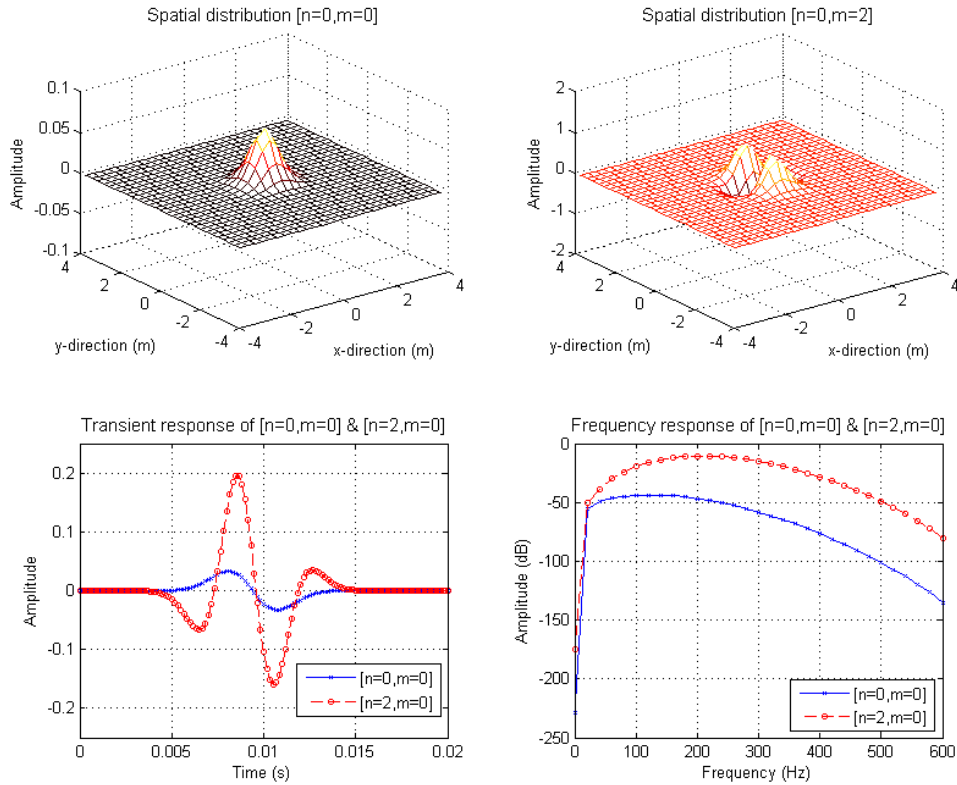 Spatial distribution [n=0,m=0]
0.1
0.05
0
-0.05
-0.1
Amplitude
4
2
0
-2
-4
y-direction (m)
-4
-2
0
2
4
x-direction (m)
Spatial distribution [n=0,m=2]
2
1
0
-1
-2
Amplitude
4
2
0
-2
-4
y-direction (m)
-4
-2
0
2
4
x-direction (m)
Transient response of [n=0,m=0] & [n=2,m=0]
0.2
0.1
0
-0.1
-0.2
Amplitude
[n=0,m=0]
[n=2,m=0]
0
0.005
0.01
0.015
0.02
Time (s)
Frequency response of [n=0,m=0] & [n=2,m=0]
0
-50
-100
-150
-200
-250
Amplitude (dB)
[n=0,m=0]
[n=2,m=0]
0
100
200
300
400
500
600
Frequency (Hz)